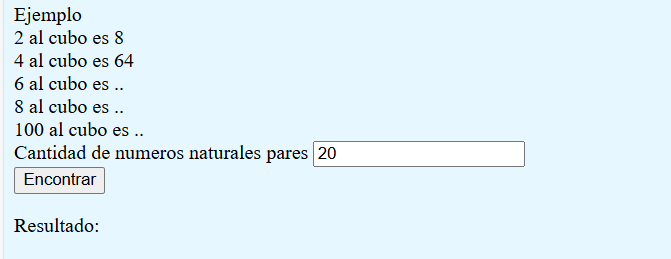 Ejemplo
2 al cubo es 8
4 al cubo es 64
6 al cubo es ..
8 al cubo es ..
100 al cubo es ..
Cantidad de numeros naturales pares 20
Encontrar
Resultado: